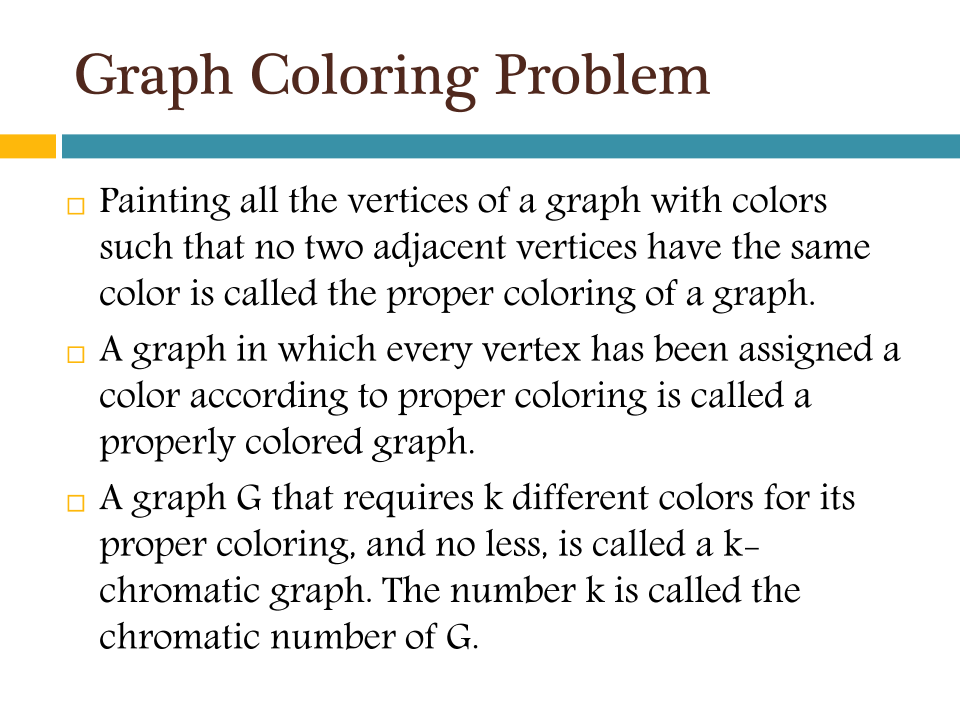 Graph Coloring Problem
Painting all the vertices of a graph with colors
such that no two adjacent vertices have the same
color is called the proper coloring of a graph.
A graph in which every vertex has been assigned a
color according to proper coloring is called a
properly colored graph.
A graph G that requires k different colors for its
proper coloring, and no less, is called a k-
chromatic graph. The number k is called the
chromatic number of G.